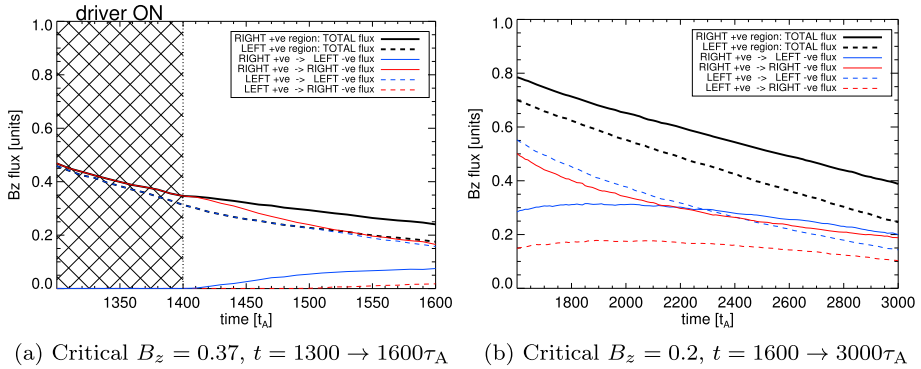 driver ON
1.0
0.8
0.6
0.4
0.2
0.0
Bz flux [units]
RIGHT +ve region: TOTAL flux
LEFT +ve region: TOTAL flux
RIGHT +ve -> LEFT -ve flux
RIGHT +ve -> RIGHT -ve flux
LEFT +ve -> LEFT -ve flux
LEFT +ve -> RIGHT -ve flux
1350 1400 1450 1500 1550 1600
time [t_A]
(a) Critical B_z = 0.37, t = 1300 → 1600τ_A
1.0
0.8
0.6
0.4
0.2
0.0
Bz flux [units]
RIGHT +ve region: TOTAL flux
LEFT +ve region: TOTAL flux
RIGHT +ve -> LEFT -ve flux
RIGHT +ve -> RIGHT -ve flux
LEFT +ve -> LEFT -ve flux
LEFT +ve -> RIGHT -ve flux
1800 2000 2200 2400 2600 2800 3000
time [t_A]
(b) Critical B_z = 0.2, t = 1600 → 3000τ_A